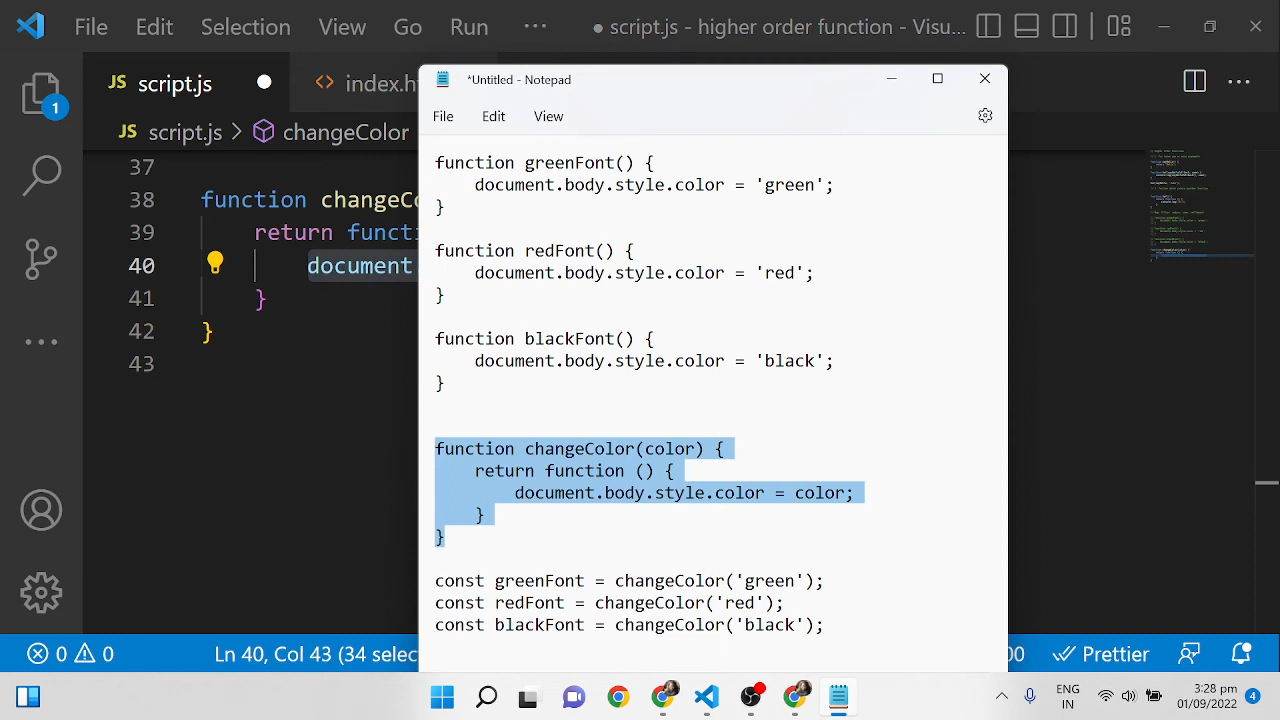 File Edit Selection View Go Run ··· ● script.js - higher order function - Visu...
JS script.js ● <> index.h
JS script.js > changeColor
*Untitled - Notepad
File Edit View
1
37
38 function changeCo
39 return functi
40 document
41 }
42 }
43
function greenFont() {
document.body.style.color = 'green';
}
function redFont() {
document.body.style.color = 'red';
}
function blackFont() {
document.body.style.color = 'black';
}
function changeColor(color) {
return function () {
document.body.style.color = color;
}
}
const greenFont = changeColor('green');
const redFont = changeColor('red');
const blackFont = changeColor('black');
0 0 Ln 40, Col 43 (34 selec
Prettier
ENG
IN
3:28 pm
01/09/2022
4